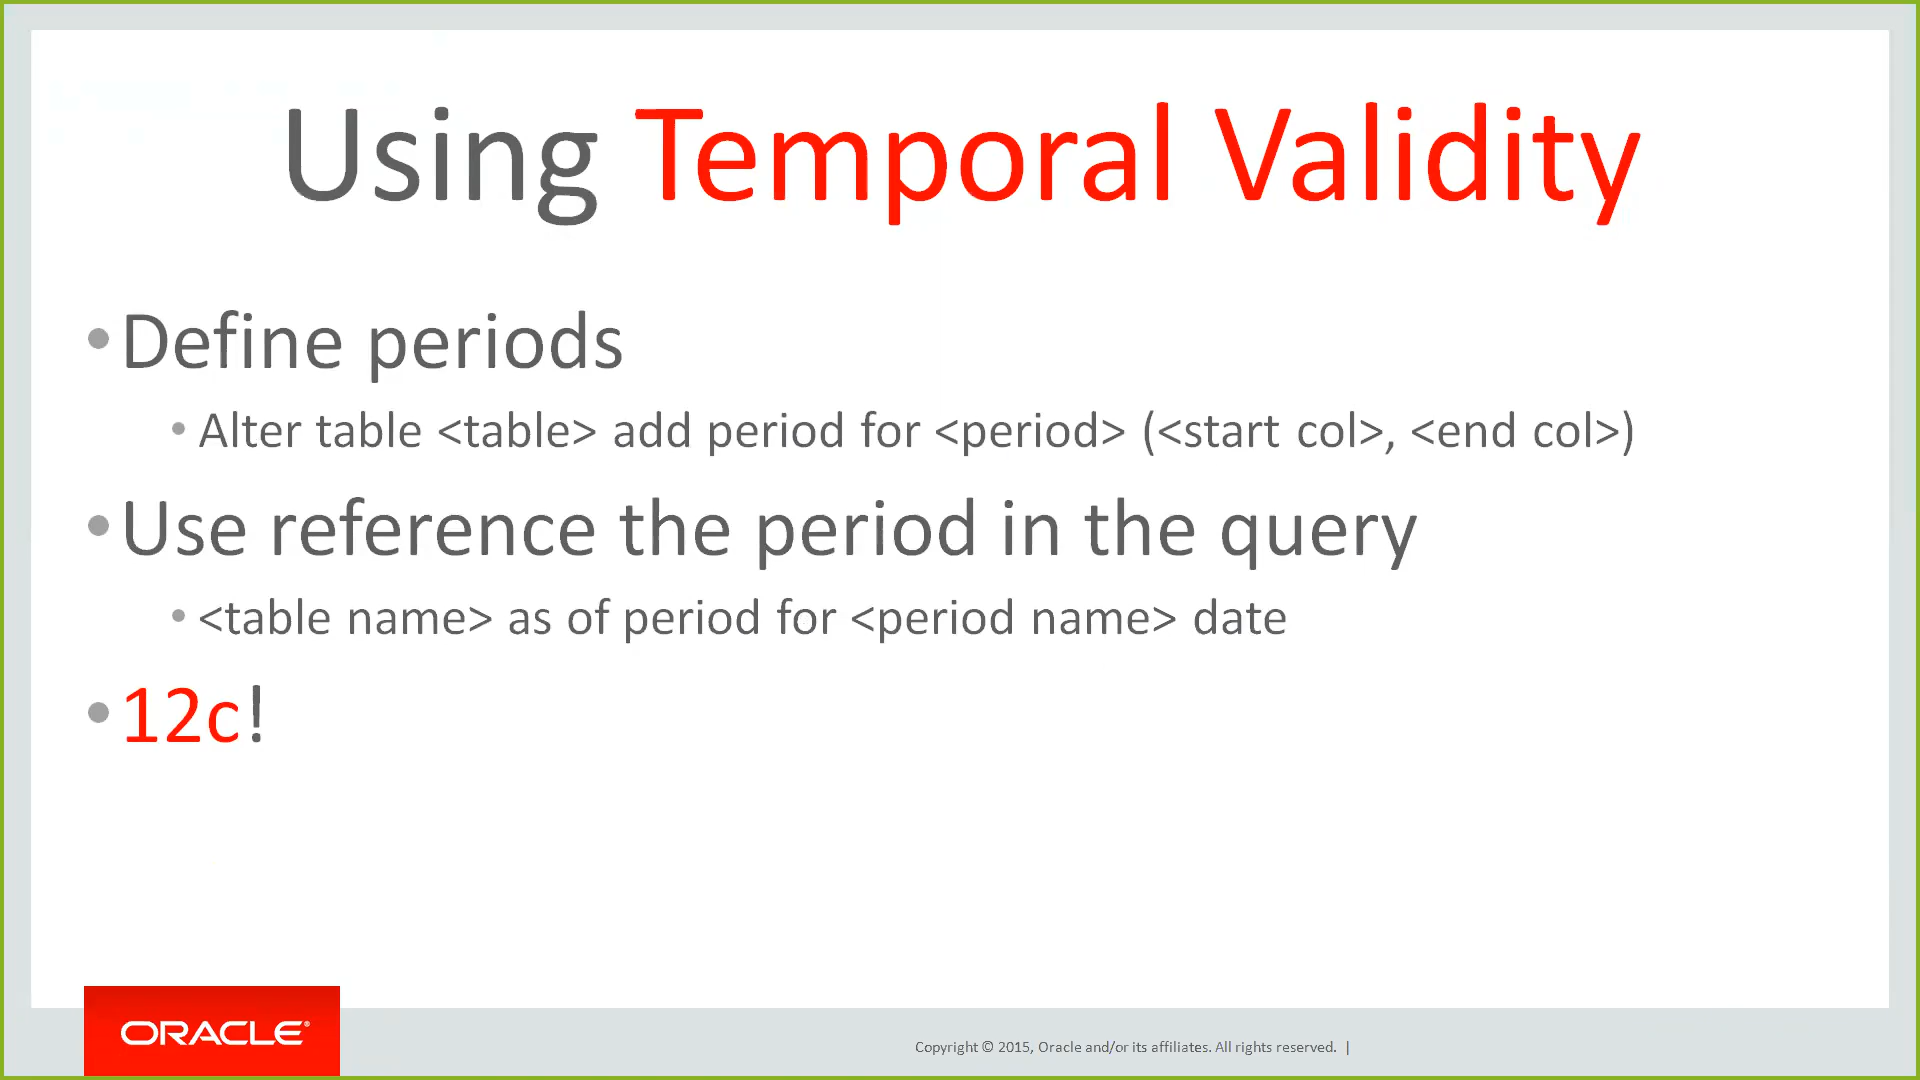 Using Temporal Validity
• Define periods
• Alter table <table> add period for <period> (<start col>, <end col>)
• Use reference the period in the query
• <table name> as of period for <period name> date
• 12c!
ORACLE®
Copyright © 2015, Oracle and/or its affiliates. All rights reserved. |